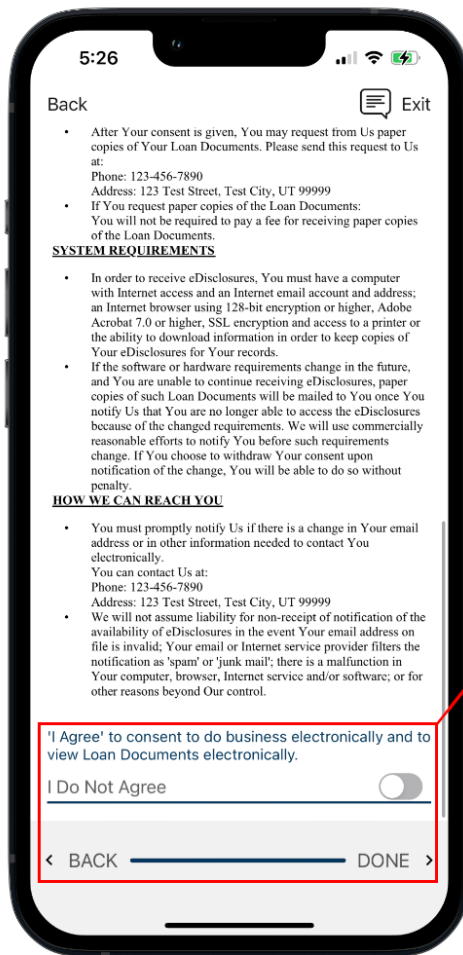 5:26
Back
Exit
• After Your consent is given, You may request from Us paper
copies of Your Loan Documents. Please send this request to Us
at:
Phone: 123-456-7890
Address: 123 Test Street, Test City, UT 99999
• If You request paper copies of the Loan Documents:
You will not be required to pay a fee for receiving paper copies
of the Loan Documents.
SYSTEM REQUIREMENTS
• In order to receive eDisclosures, You must have a computer
with Internet access and an Internet email account and address;
an Internet browser using 128-bit encryption or higher, Adobe
Acrobat 7.0 or higher, SSL encryption and access to a printer or
the ability to download information in order to keep copies of
Your eDisclosures for Your records.
• If the software or hardware requirements change in the future,
and You are unable to continue receiving eDisclosures, paper
copies of such Loan Documents will be mailed to You once You
notify Us that You are no longer able to access the eDisclosures
because of the changed requirements. We will use commercially
reasonable efforts to notify You before such requirements
change. If You choose to withdraw Your consent upon
notification of the change, You will be able to do so without
penalty.
HOW WE CAN REACH YOU
• You must promptly notify Us if there is a change in Your email
address or in other information needed to contact You
electronically.
You can contact Us at:
Phone: 123-456-7890
Address: 123 Test Street, Test City, UT 99999
• We will not assume liability for non-receipt of notification of the
availability of eDisclosures in the event Your email address on
file is invalid; Your email or Internet service provider filters the
notification as 'spam' or 'junk mail'; there is a malfunction in
Your computer, browser, Internet service and/or software; or for
other reasons beyond Our control.
'I Agree' to consent to do business electronically and to
view Loan Documents electronically.
I Do Not Agree
‹ BACK DONE ›